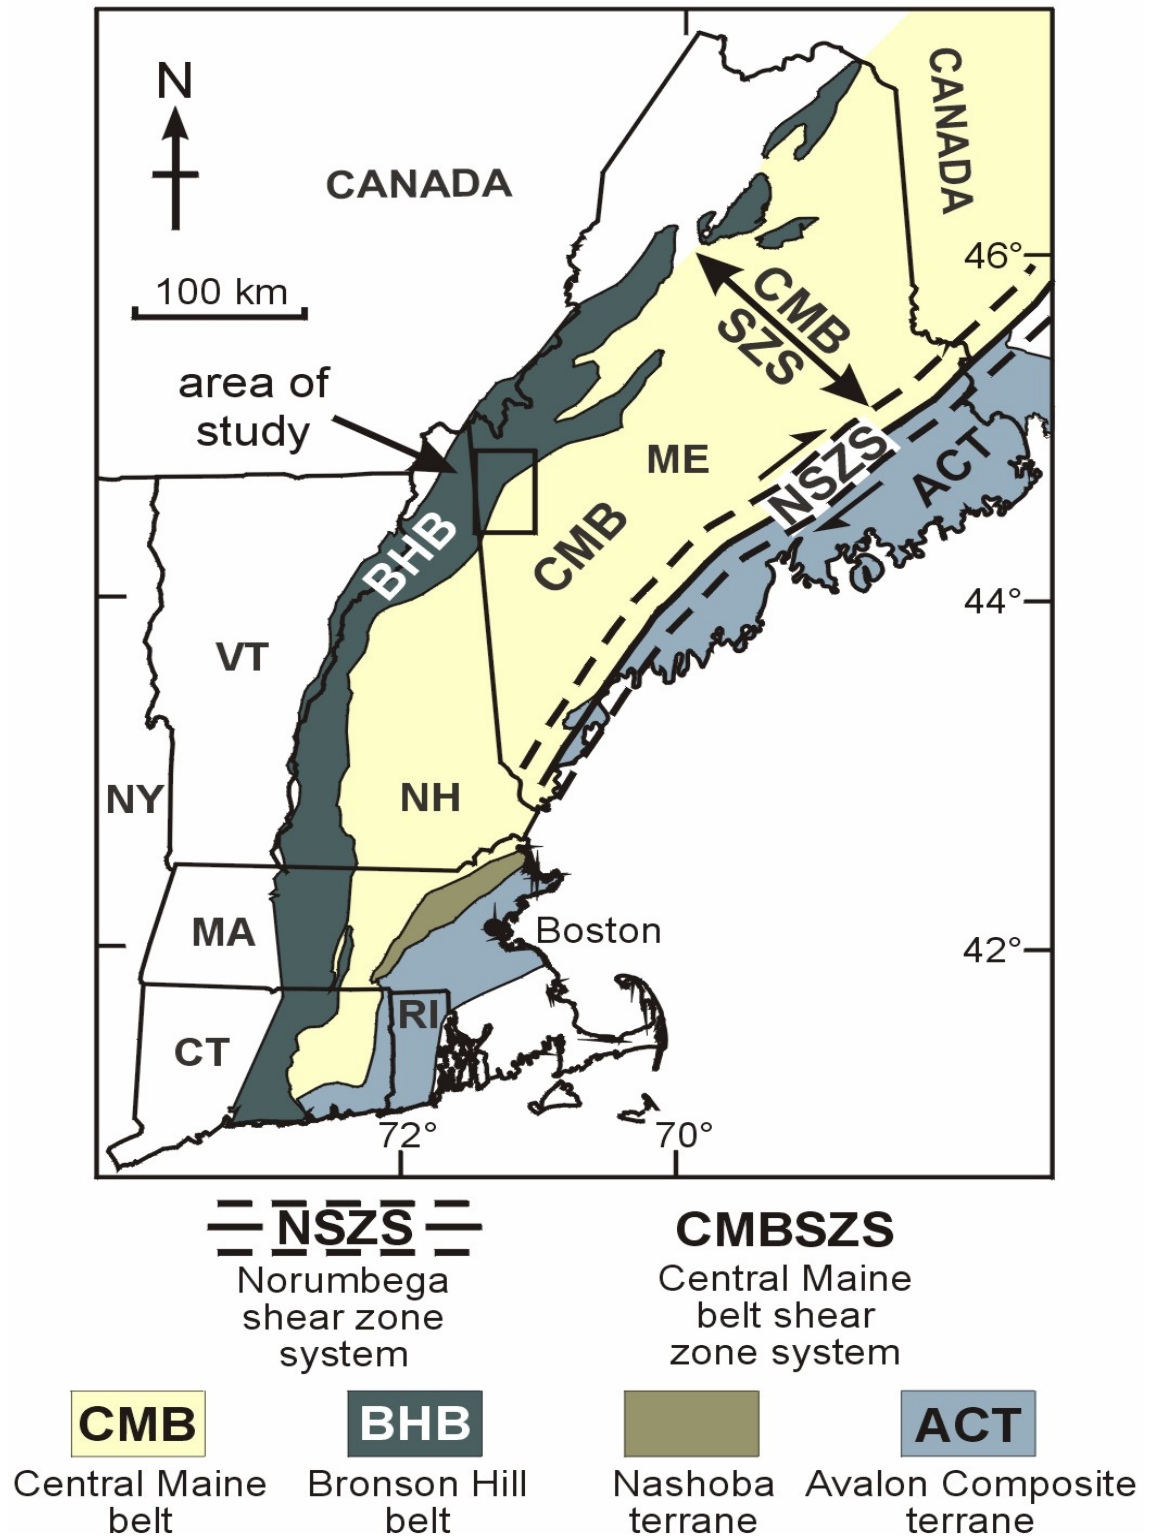 N
CANADA
CANADA
100 km
46°
CMB
SZS
area of
study
ME
NSZS
ACT
BHB
CMB
44°
VT
NY
NH
MA
Boston
42°
RI
CT
72°
70°
NSZS
Norumbega
shear zone
system
CMBSZS
Central Maine
belt shear
zone system
CMB
Central Maine
belt
BHB
Bronson Hill
belt
Nashoba
terrane
ACT
Avalon Composite
terrane